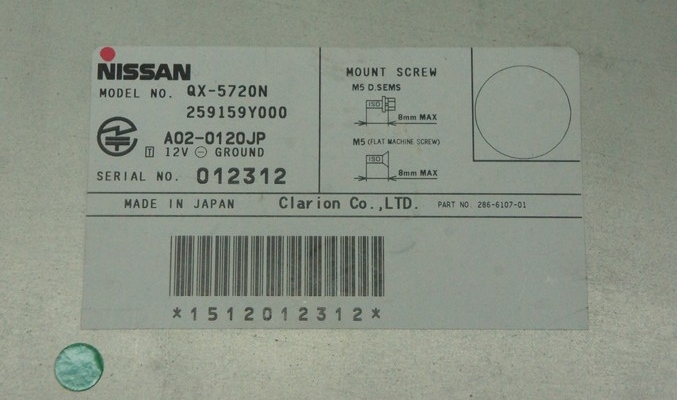 NISSAN
MODEL NO. QX-5720N
259159Y000
A02-0120JP
T 12V ⊖ GROUND
SERIAL NO. 012312
MOUNT SCREW
M5 D.SEMS
ISO
8mm MAX
M5 (FLAT MACHINE SCREW)
ISO
8mm MAX
MADE IN JAPAN Clarion Co.,LTD. PART NO. 286-6107-01
*1512012312*